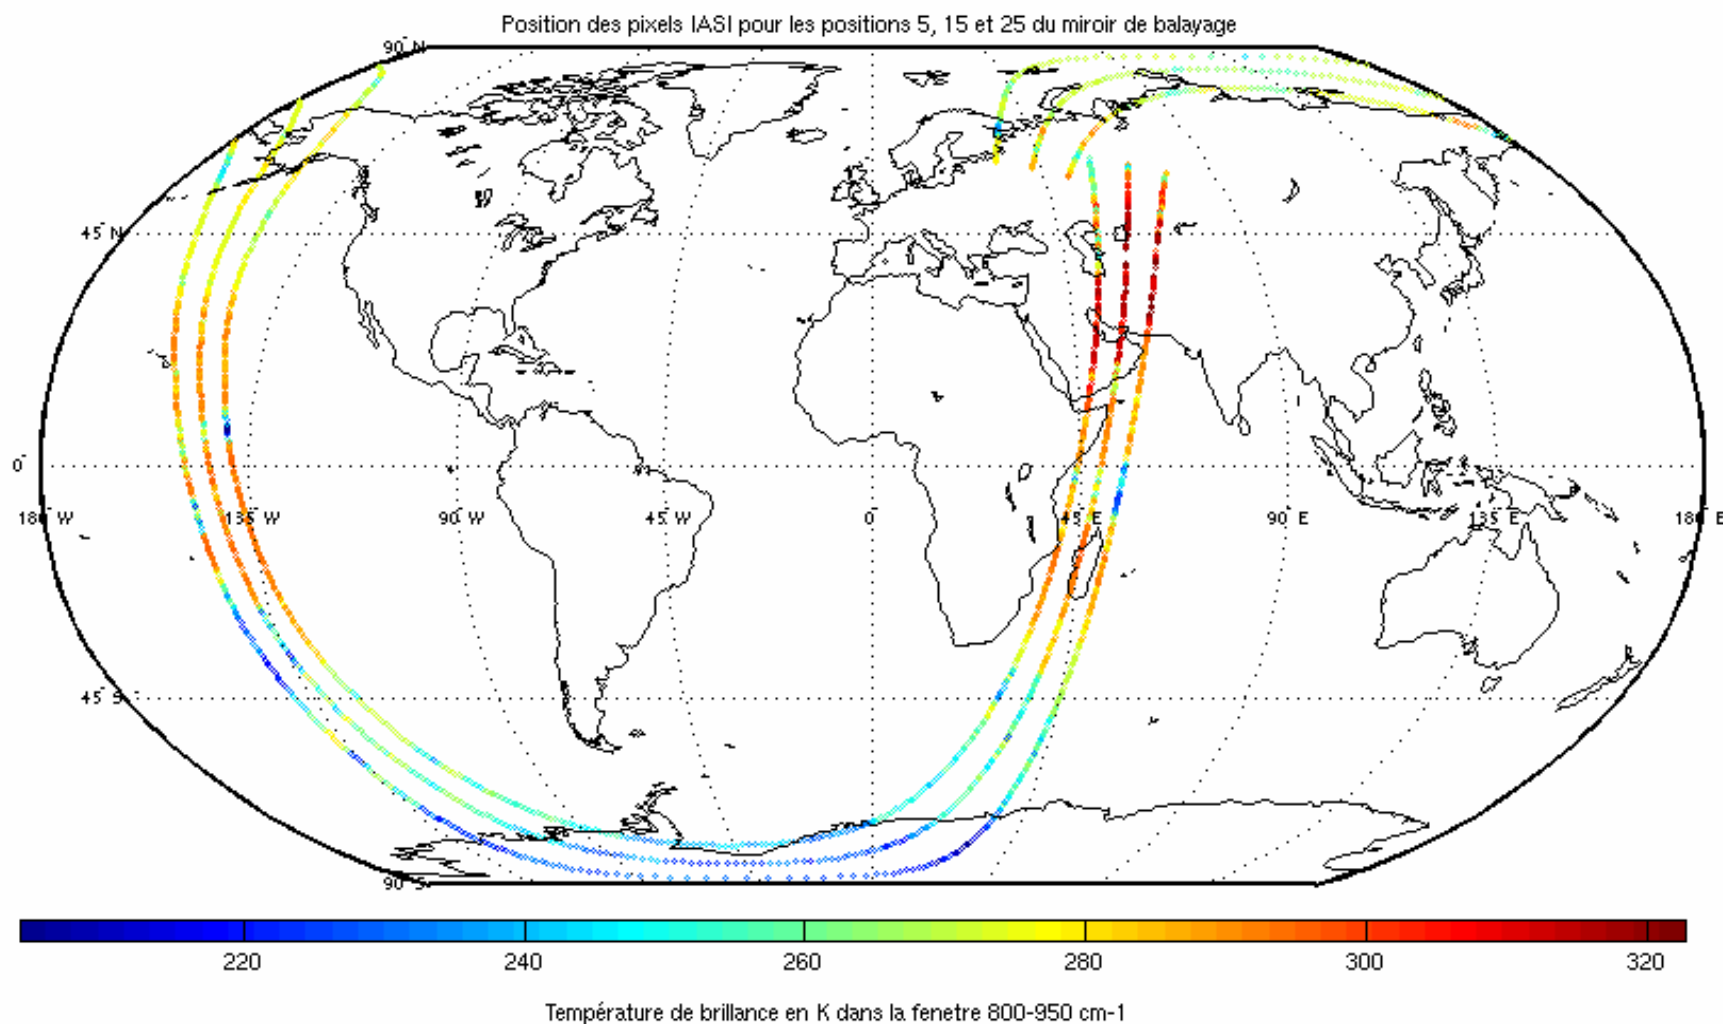 Position des pixels IASI pour les positions 5, 15 et 25 du miroir de balayage
90° N
45° N
0°
180° W
135° W
90° W
45° W
0°
45° E
90° E
135° E
180° E
45° S
90° S
220
240
260
280
300
320
Température de brillance en K dans la fenetre 800-950 cm-1